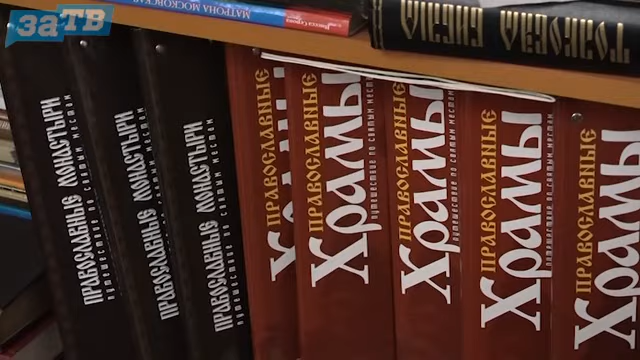 зАТВ
МАТРОНА МОСКОВСКАЯ
ТОЛКОВАЯ БИБЛИЯ
ПРАВОСЛАВНЫЕ МОНАСТЫРИ
путешествие по святым местам
ПРАВОСЛАВНЫЕ МОНАСТЫРИ
путешествие по святым местам
ПРАВОСЛАВНЫЕ МОНАСТЫРИ
путешествие по святым местам
ПРАВОСЛАВНЫЕ
Храмы
ПРАВОСЛАВНЫЕ
Храмы
путешествие по святым местам
ПРАВОСЛАВНЫЕ
Храмы
путешествие по святым местам
ПРАВОСЛАВНЫЕ
Храмы
путешествие по святым местам
ПРАВОСЛАВНЫЕ
Храмы